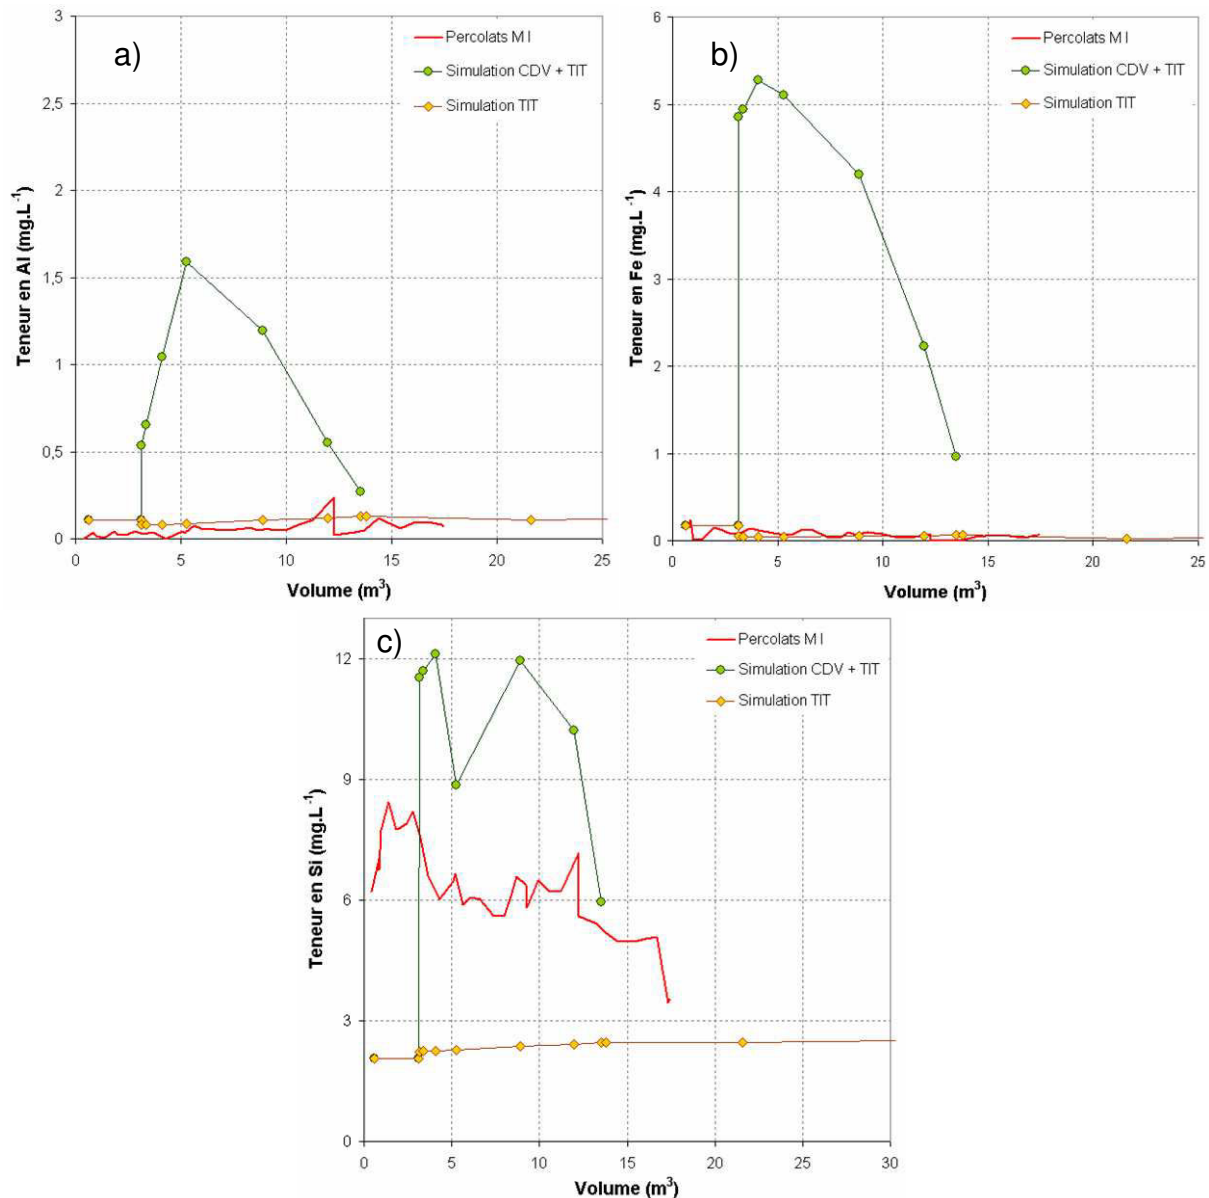 a)
Percolats M I
Simulation CDV + TIT
Simulation TIT
3
2,5
2
1,5
1
0,5
0
0 5 10 15 20 25
Teneur en Al (mg.L⁻¹)
Volume (m³)
b)
Percolats M I
Simulation CDV + TIT
Simulation TIT
6
5
4
3
2
1
0
0 5 10 15 20 25
Teneur en Fe (mg.L⁻¹)
Volume (m³)
c)
Percolats M I
Simulation CDV + TIT
Simulation TIT
12
9
6
3
0
0 5 10 15 20 25 30
Teneur en Si (mg.L⁻¹)
Volume (m³)